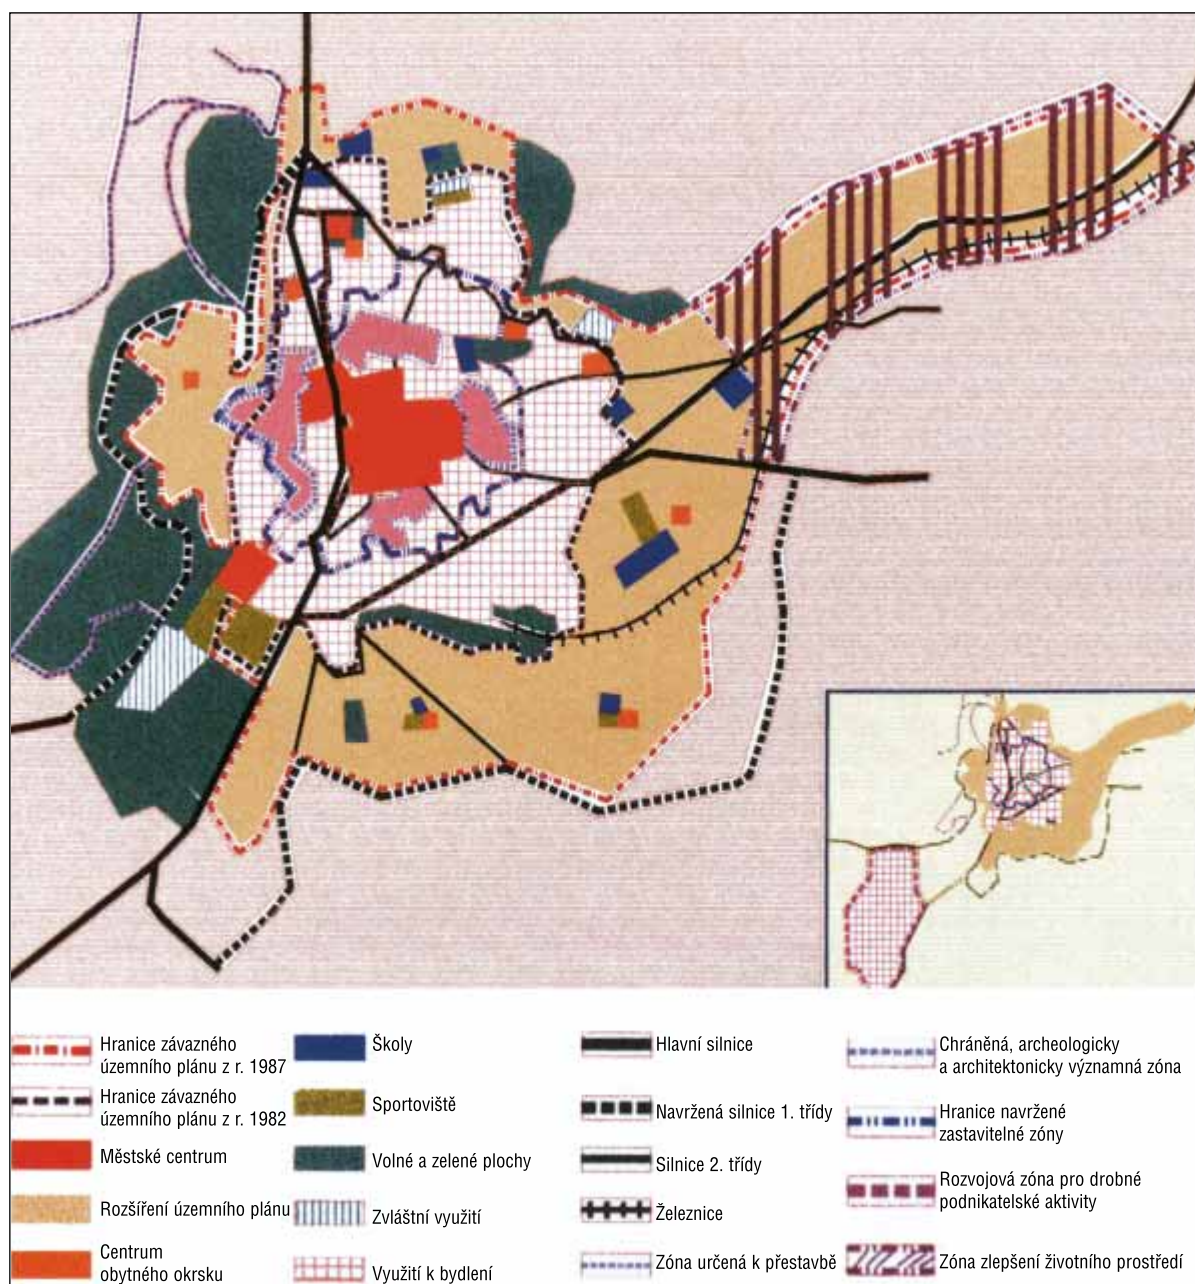 Hranice závazného
územního plánu z r. 1987
Hranice závazného
územního plánu z r. 1982
Městské centrum
Rozšíření územního plánu
Centrum
obytného okrsku
Školy
Sportoviště
Volné a zelené plochy
Zvláštní využití
Využití k bydlení
Hlavní silnice
Navržená silnice 1. třídy
Silnice 2. třídy
Železnice
Zóna určená k přestavbě
Chráněná, archeologicky
a architektonicky významná zóna
Hranice navržené
zastavitelné zóny
Rozvojová zóna pro drobné
podnikatelské aktivity
Zóna zlepšení životního prostředí